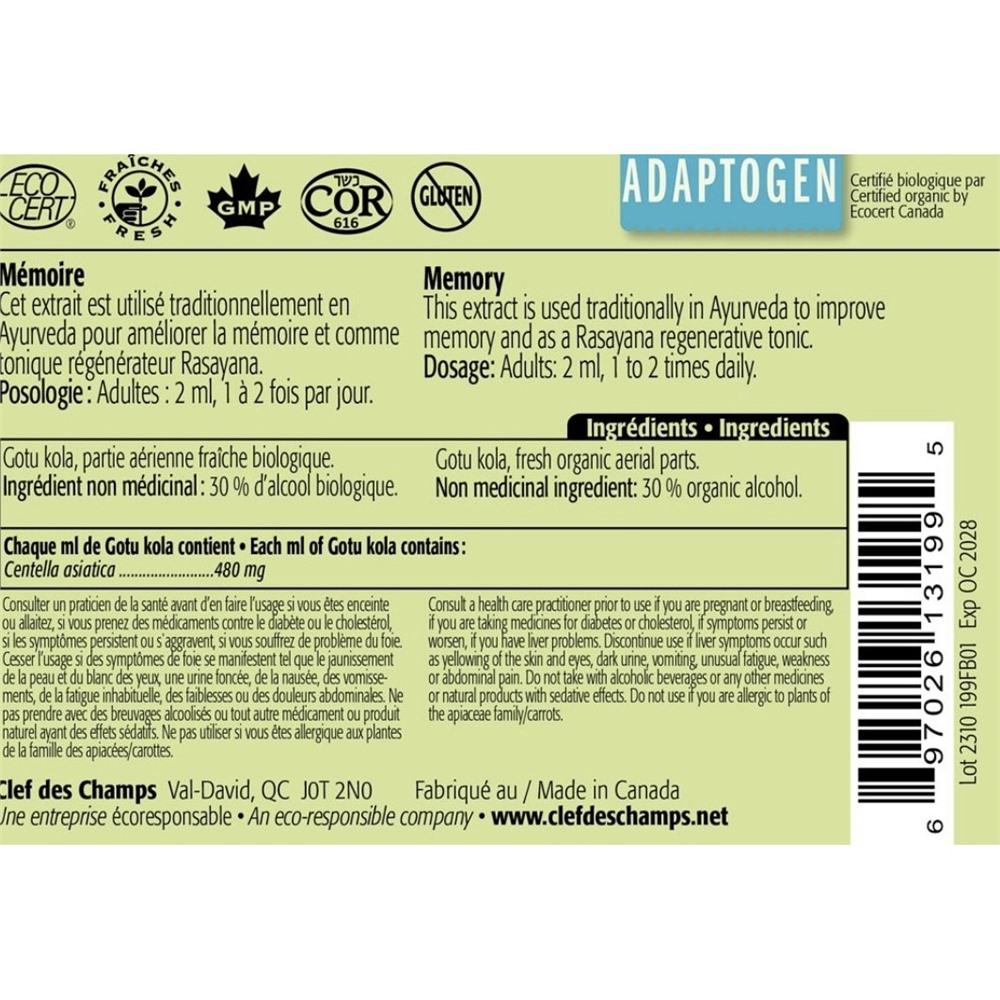 ECO
CERT
®
FRAÎCHES
FRESH
GMP
כשר
COR
616
GLUTEN
ADAPTOGEN
Certifié biologique par
Certified organic by
Ecocert Canada
Mémoire
Cet extrait est utilisé traditionnellement en
Ayurveda pour améliorer la mémoire et comme
tonique régénérateur Rasayana.
Posologie : Adultes : 2 ml, 1 à 2 fois par jour.
Memory
This extract is used traditionally in Ayurveda to improve
memory and as a Rasayana regenerative tonic.
Dosage: Adults: 2 ml, 1 to 2 times daily.
Ingrédients • Ingredients
Gotu kola, partie aérienne fraîche biologique.
Ingrédient non médicinal : 30 % d'alcool biologique.
Gotu kola, fresh organic aerial parts.
Non medicinal ingredient: 30 % organic alcohol.
Chaque ml de Gotu kola contient • Each ml of Gotu kola contains :
Centella asiatica ........................480 mg
Consulter un praticien de la santé avant d'en faire l'usage si vous êtes enceinte
ou allaitez, si vous prenez des médicaments contre le diabète ou le cholestérol,
si les symptômes persistent ou s'aggravent, si vous souffrez de problème du foie.
Cesser l'usage si des symptômes de foie se manifestent tel que le jaunissement
de la peau et du blanc des yeux, une urine foncée, de la nausée, des vomisse-
ments, de la fatigue inhabituelle, des faiblesses ou des douleurs abdominales. Ne
pas prendre avec des breuvages alcoolisés ou tout autre médicament ou produit
naturel ayant des effets sédatifs. Ne pas utiliser si vous êtes allergique aux plantes
de la famille des apiacées/carottes.
Consult a health care practitioner prior to use if you are pregnant or breastfeeding,
if you are taking medicines for diabetes or cholesterol, if symptoms persist or
worsen, if you have liver problems. Discontinue use if liver symptoms occur such
as yellowing of the skin and eyes, dark urine, vomiting, unusual fatigue, weakness
or abdominal pain. Do not take with alcoholic beverages or any other medicines
or natural products with sedative effects. Do not use if you are allergic to plants of
the apiaceae family/carrots.
Clef des Champs Val-David, QC J0T 2N0 Fabriqué au / Made in Canada
Une entreprise écoresponsable • An eco-responsible company • www.clefdeschamps.net
6 97026 13199 5
Lot 2310 199FB01 Exp OC 2028